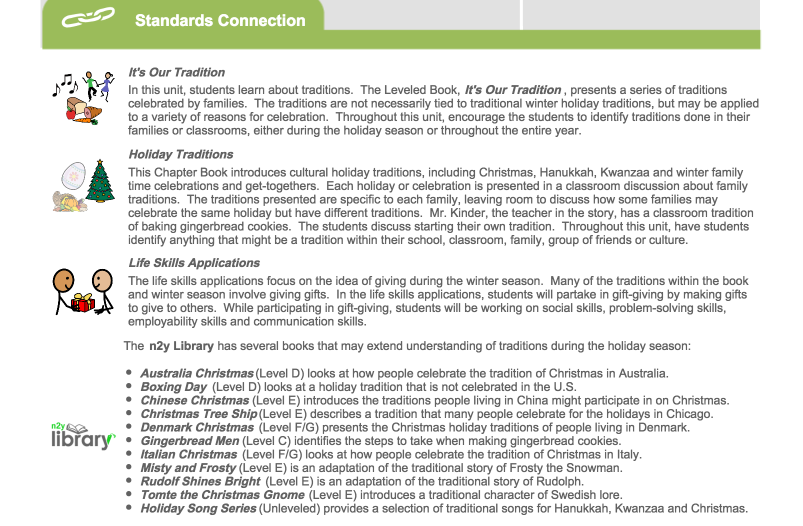 Standards Connection
It's Our Tradition
In this unit, students learn about traditions. The Leveled Book, It's Our Tradition , presents a series of traditions
celebrated by families. The traditions are not necessarily tied to traditional winter holiday traditions, but may be applied
to a variety of reasons for celebration. Throughout this unit, encourage the students to identify traditions done in their
families or classrooms, either during the holiday season or throughout the entire year.
Holiday Traditions
This Chapter Book introduces cultural holiday traditions, including Christmas, Hanukkah, Kwanzaa and winter family
time celebrations and get-togethers. Each holiday or celebration is presented in a classroom discussion about family
traditions. The traditions presented are specific to each family, leaving room to discuss how some families may
celebrate the same holiday but have different traditions. Mr. Kinder, the teacher in the story, has a classroom tradition
of baking gingerbread cookies. The students discuss starting their own tradition. Throughout this unit, have students
identify anything that might be a tradition within their school, classroom, family, group of friends or culture.
Life Skills Applications
The life skills applications focus on the idea of giving during the winter season. Many of the traditions within the book
and winter season involve giving gifts. In the life skills applications, students will partake in gift-giving by making gifts
to give to others. While participating in gift-giving, students will be working on social skills, problem-solving skills,
employability skills and communication skills.
The n2y Library has several books that may extend understanding of traditions during the holiday season:
• Australia Christmas (Level D) looks at how people celebrate the tradition of Christmas in Australia.
• Boxing Day (Level D) looks at a holiday tradition that is not celebrated in the U.S.
• Chinese Christmas (Level E) introduces the traditions people living in China might participate in on Christmas.
• Christmas Tree Ship (Level E) describes a tradition that many people celebrate for the holidays in Chicago.
• Denmark Christmas (Level F/G) presents the Christmas holiday traditions of people living in Denmark.
• Gingerbread Men (Level C) identifies the steps to take when making gingerbread cookies.
• Italian Christmas (Level F/G) looks at how people celebrate the tradition of Christmas in Italy.
• Misty and Frosty (Level E) is an adaptation of the traditional story of Frosty the Snowman.
• Rudolf Shines Bright (Level E) is an adaptation of the traditional story of Rudolph.
• Tomte the Christmas Gnome (Level E) introduces a traditional character of Swedish lore.
• Holiday Song Series (Unleveled) provides a selection of traditional songs for Hanukkah, Kwanzaa and Christmas.
n2y
library